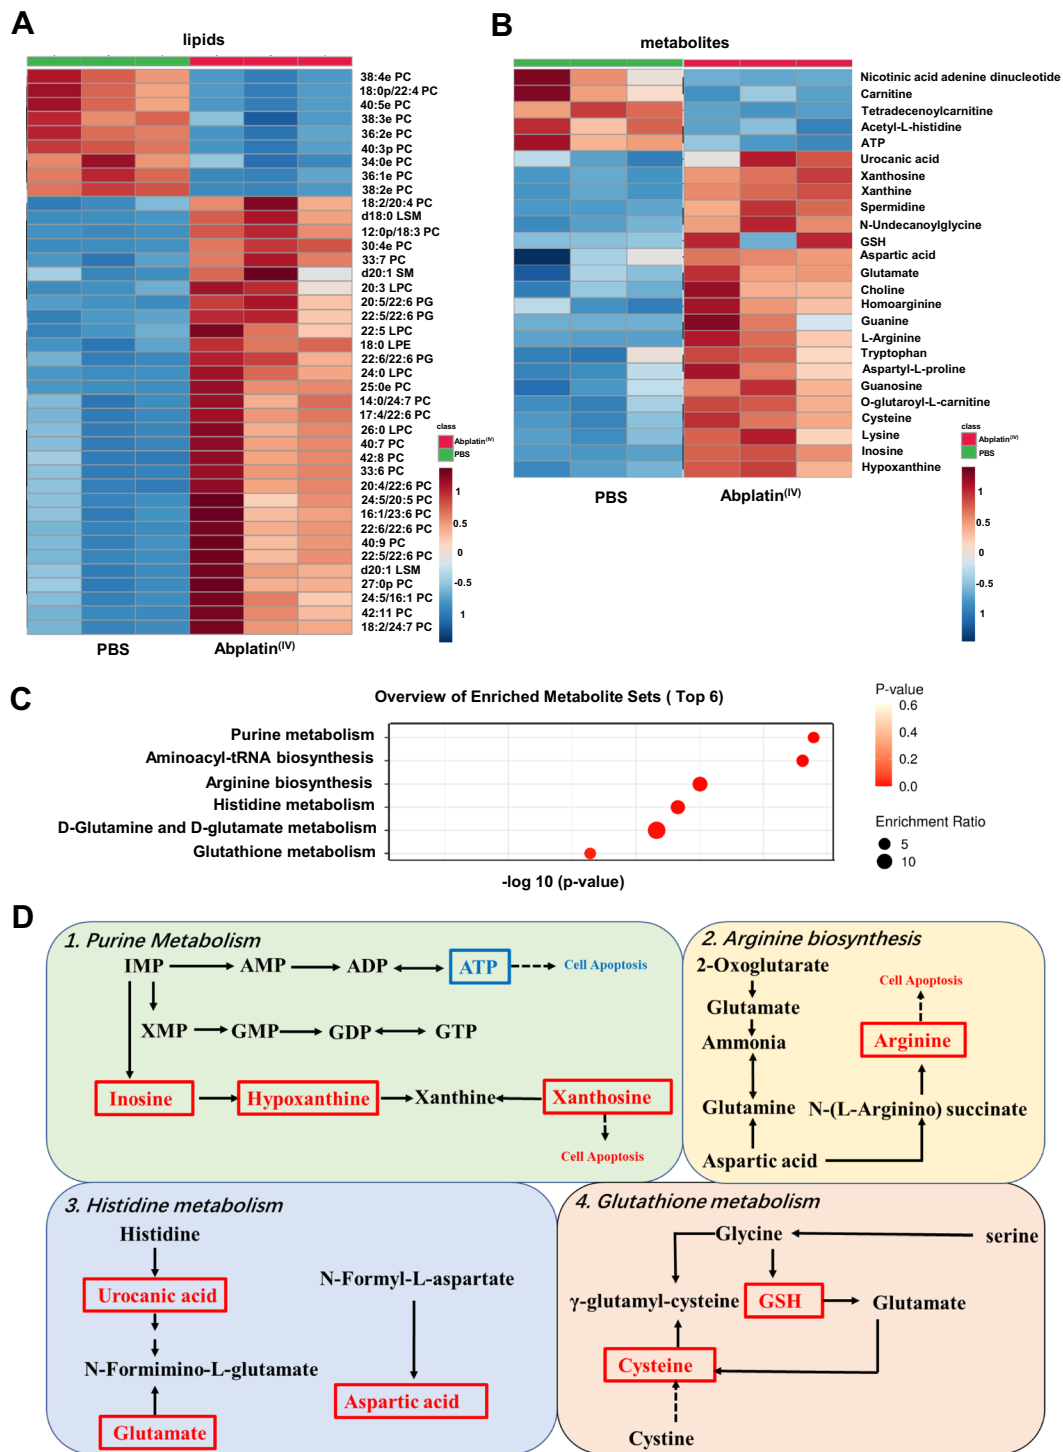 A
lipids
38:4e PC
18:0p/22:4 PC
40:5e PC
38:3e PC
36:2e PC
40:3p PC
34:0e PC
36:1e PC
38:2e PC
18:2/20:4 PC
d18:0 LSM
12:0p/18:3 PC
30:4e PC
33:7 PC
d20:1 SM
20:3 LPC
20:5/22:6 PG
22:5/22:6 PG
22:5 LPC
18:0 LPE
22:6/22:6 PG
24:0 LPC
25:0e PC
14:0/24:7 PC
17:4/22:6 PC
26:0 LPC
40:7 PC
42:8 PC
33:6 PC
20:4/22:6 PC
24:5/20:5 PC
16:1/23:6 PC
22:6/22:6 PC
40:9 PC
22:5/22:6 PC
d20:1 LSM
27:0p PC
24:5/16:1 PC
42:11 PC
18:2/24:7 PC
class
Abplatin(IV)
PBS
1
0.5
0
-0.5
1
PBS
Abplatin(IV)
B
metabolites
Nicotinic acid adenine dinucleotide
Carnitine
Tetradecenoylcarnitine
Acetyl-L-histidine
ATP
Urocanic acid
Xanthosine
Xanthine
Spermidine
N-Undecanoylglycine
GSH
Aspartic acid
Glutamate
Choline
Homoarginine
Guanine
L-Arginine
Tryptophan
Aspartyl-L-proline
Guanosine
O-glutaroyl-L-carnitine
Cysteine
Lysine
Inosine
Hypoxanthine
class
Abplatin(IV)
PBS
1
0.5
0
-0.5
1
PBS
Abplatin(IV)
C
Overview of Enriched Metabolite Sets ( Top 6)
Purine metabolism
Aminoacyl-tRNA biosynthesis
Arginine biosynthesis
Histidine metabolism
D-Glutamine and D-glutamate metabolism
Glutathione metabolism
-log 10 (p-value)
P-value
0.6
0.4
0.2
0.0
Enrichment Ratio
5
10
D
1. Purine Metabolism
IMP AMP ADP ATP Cell Apoptosis
XMP GMP GDP GTP
Inosine Hypoxanthine Xanthine Xanthosine
Cell Apoptosis
2. Arginine biosynthesis
2-Oxoglutarate
Cell Apoptosis
Glutamate
Ammonia Arginine
Glutamine N-(L-Arginino) succinate
Aspartic acid
3. Histidine metabolism
Histidine
N-Formyl-L-aspartate
Urocanic acid
N-Formimino-L-glutamate
Aspartic acid
Glutamate
4. Glutathione metabolism
Glycine serine
γ-glutamyl-cysteine GSH Glutamate
Cysteine
Cystine